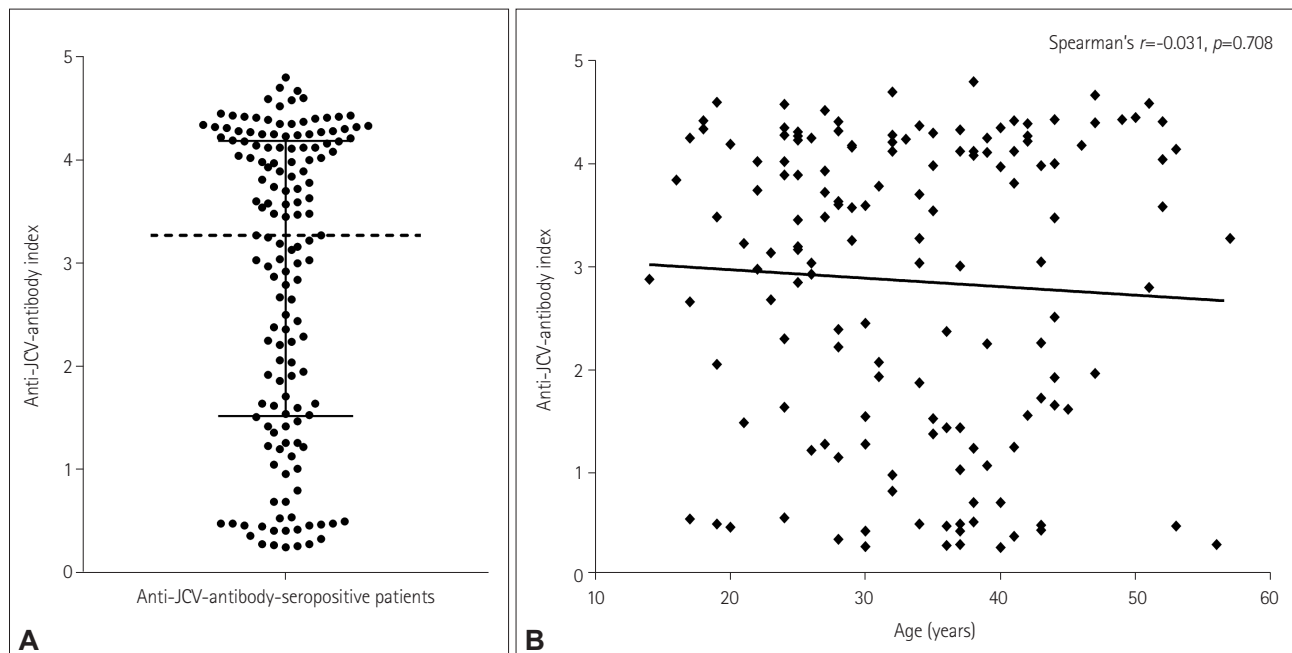 5
4
3
2
1
0
Anti-JCV-antibody index
Anti-JCV-antibody-seropositive patients
A
Spearman's r=-0.031, p=0.708
5
4
3
2
1
0
Anti-JCV-antibody index
10 20 30 40 50 60
Age (years)
B